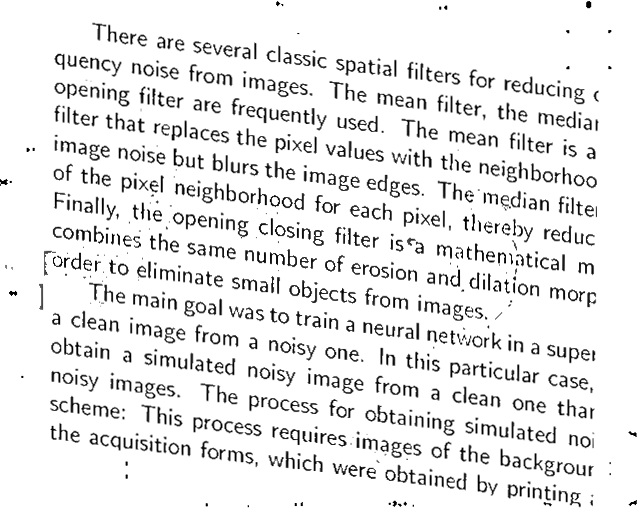 There are several classic spatial filters for reducing
quency noise from images. The mean filter, the median
opening filter are frequently used. The mean filter is a
filter that replaces the pixel values with the neighborhoo
image noise but blurs the image edges. The median filter
of the pixel neighborhood for each pixel, thereby reduc
Finally, the opening closing filter is a mathematical m
combines the same number of erosion and dilation morp
order to eliminate small objects from images.
The main goal was to train a neural network in a super
a clean image from a noisy one. In this particular case,
obtain a simulated noisy image from a clean one than
noisy images. The process for obtaining simulated noi
scheme: This process requires images of the backgroun
the acquisition forms, which were obtained by printing